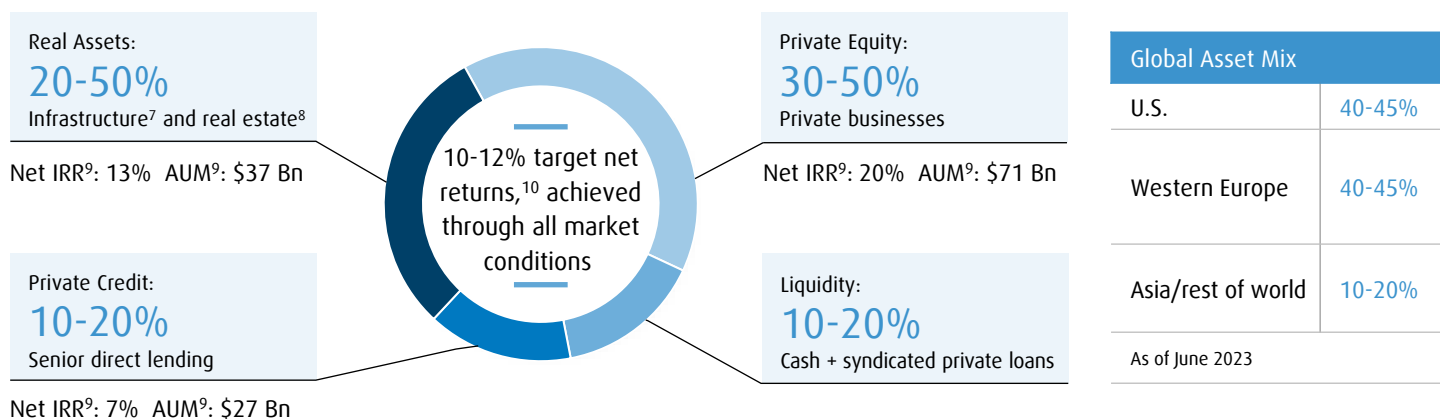 Real Assets:
20-50%
Infrastructure⁷ and real estate⁸
Net IRR⁹: 13% AUM⁹: $37 Bn
Private Credit:
10-20%
Senior direct lending
Net IRR⁹: 7% AUM⁹: $27 Bn
10-12% target net
returns,¹⁰ achieved
through all market
conditions
Private Equity:
30-50%
Private businesses
Net IRR⁹: 20% AUM⁹: $71 Bn
Liquidity:
10-20%
Cash + syndicated private loans
Global Asset Mix
U.S. 40-45%
Western Europe 40-45%
Asia/rest of world 10-20%
As of June 2023